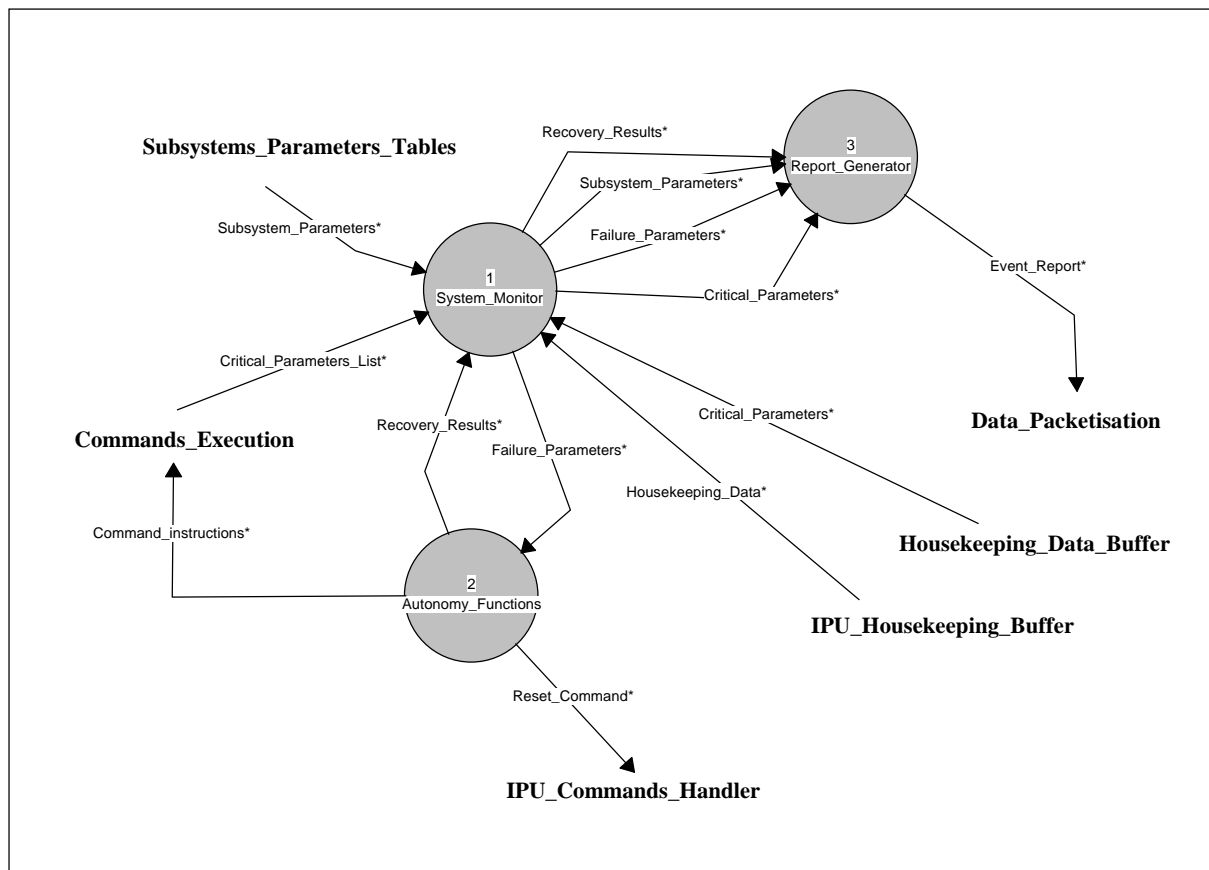 Recovery_Results*
3
Report_Generator
Subsystems_Parameters_Tables
Subsystem_Parameters*
Subsystem_Parameters*
Failure_Parameters*
1
System_Monitor
Event_Report*
Critical_Parameters*
Critical_Parameters_List*
Critical_Parameters*
Data_Packetisation
Commands_Execution
Recovery_Results*
Failure_Parameters*
Housekeeping_Data*
Command_instructions*
Housekeeping_Data_Buffer
2
Autonomy_Functions
IPU_Housekeeping_Buffer
Reset_Command*
IPU_Commands_Handler